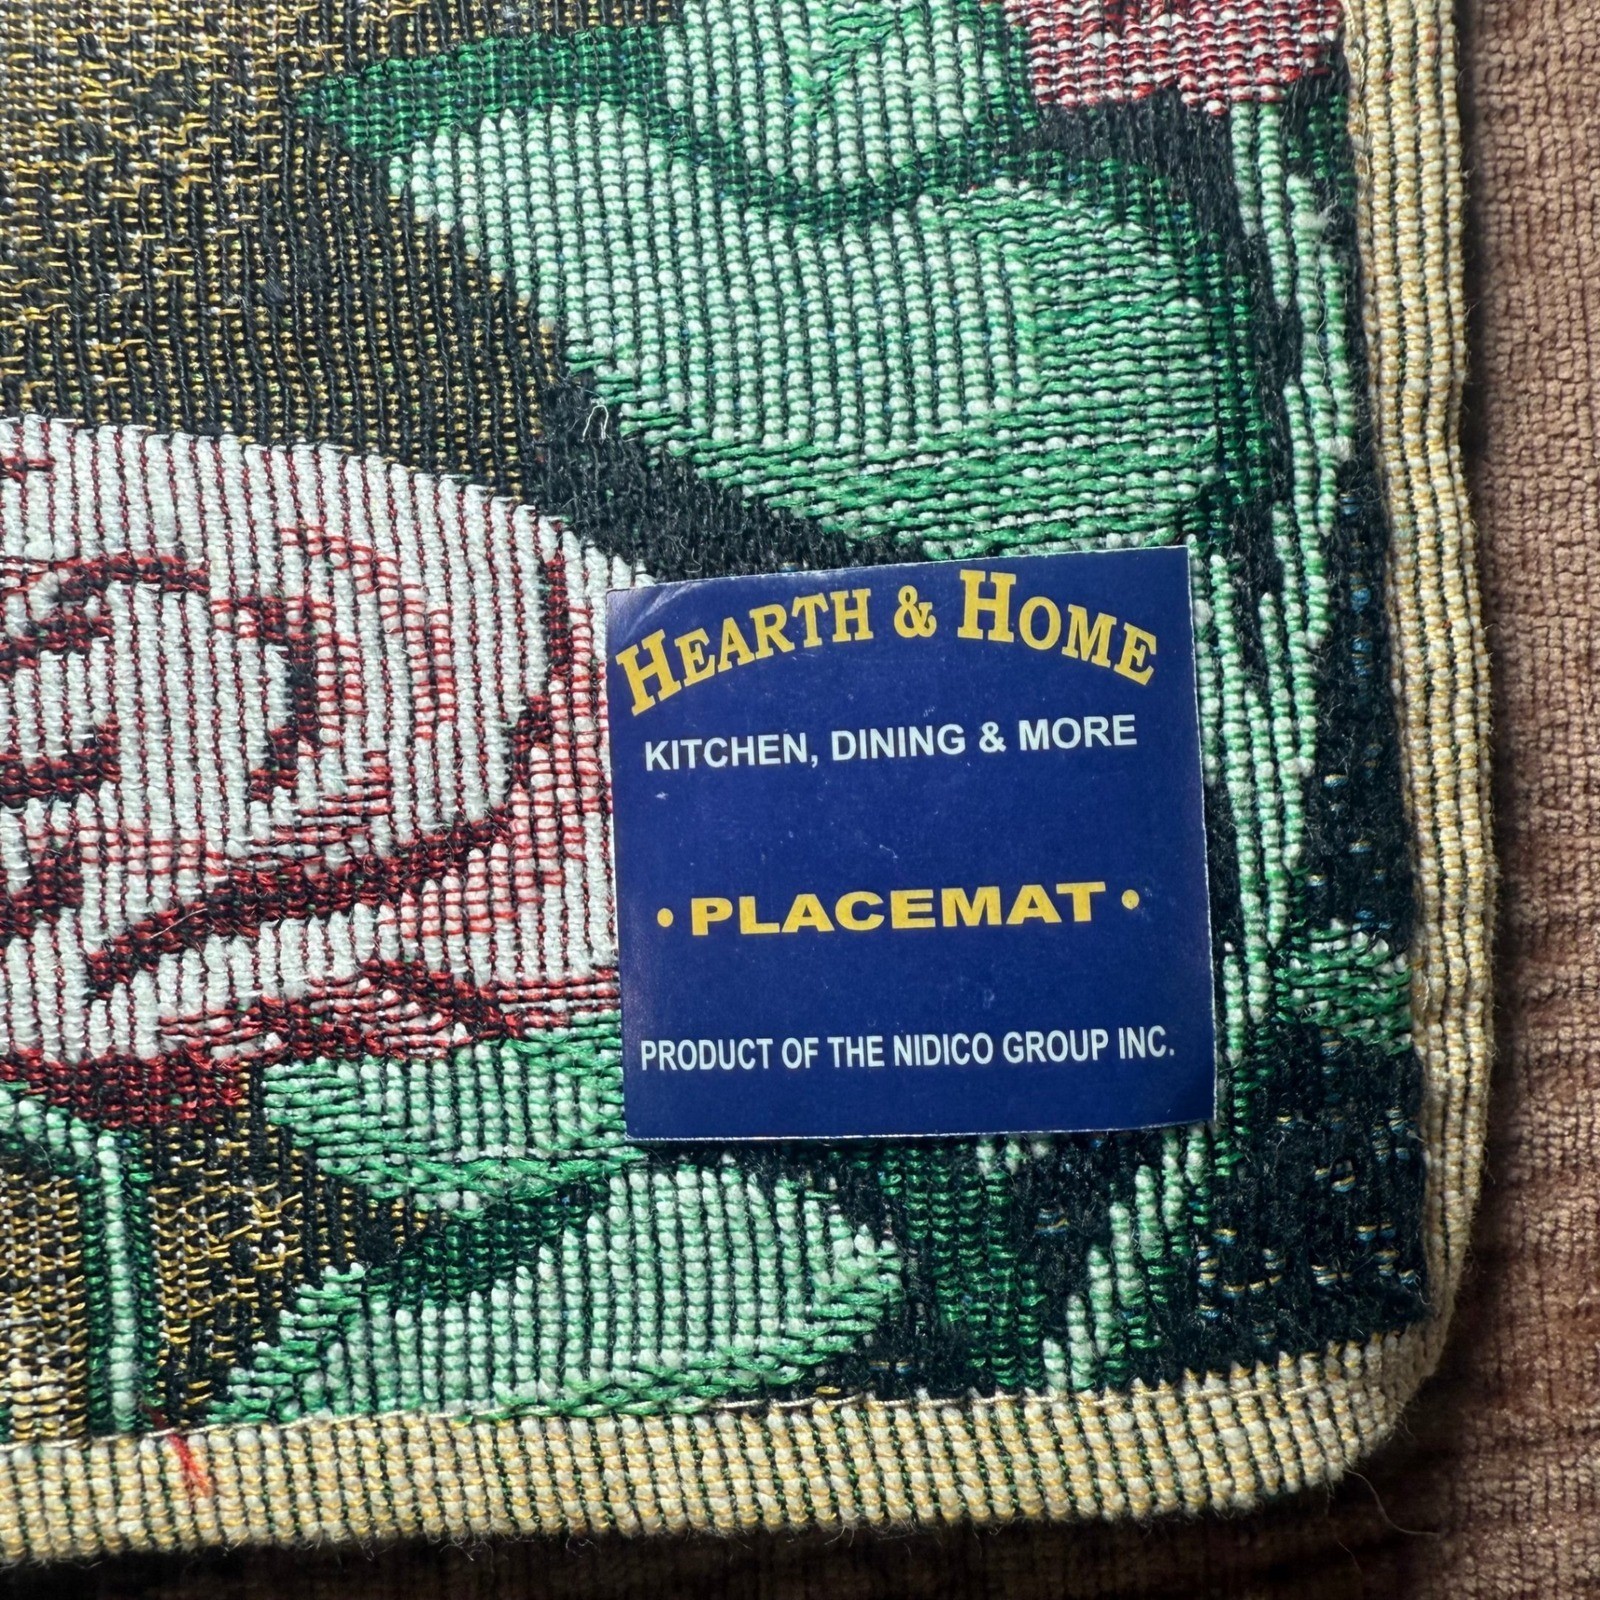 HEARTH & HOME
KITCHEN, DINING & MORE
• PLACEMAT •
PRODUCT OF THE NIDICO GROUP INC.